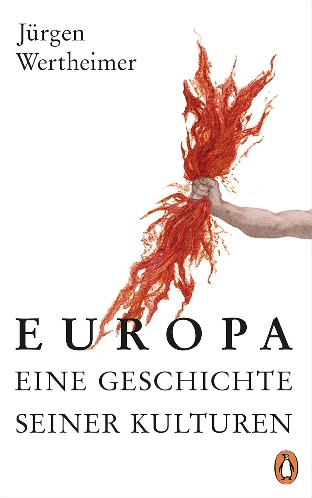 Jürgen
Wertheimer
EUROPA
EINE GESCHICHTE
SEINER KULTUREN